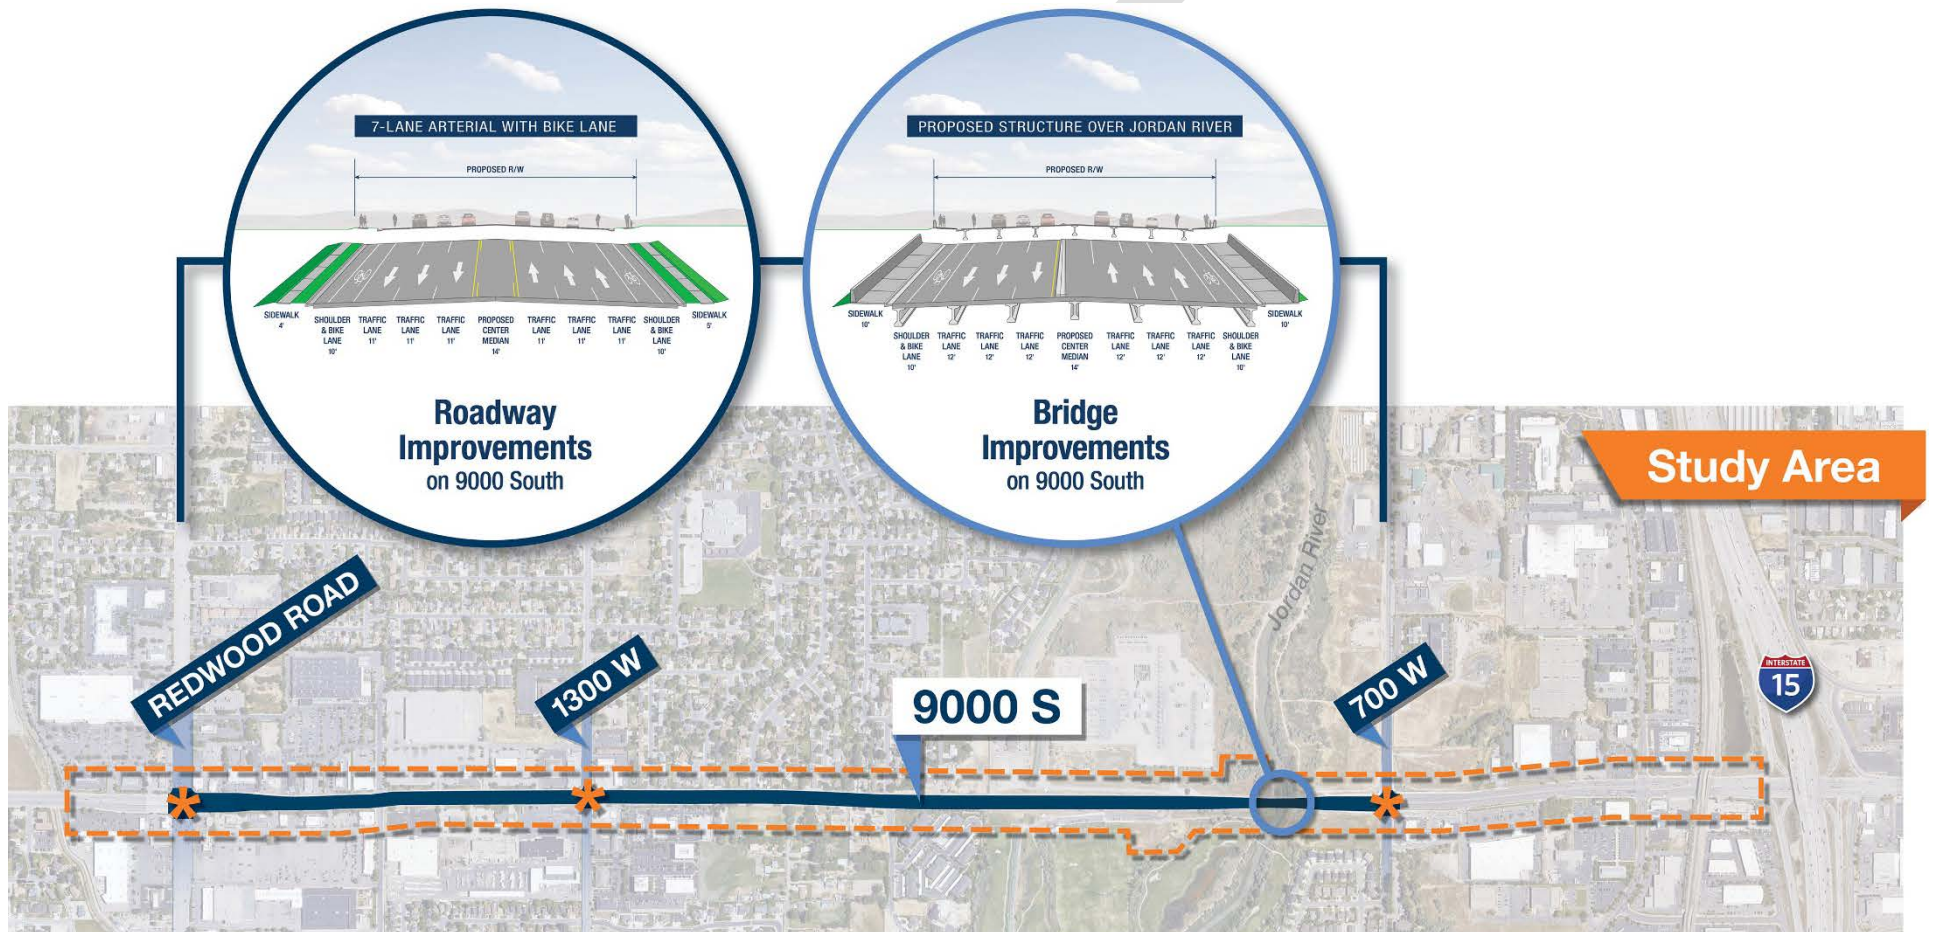 7-LANE ARTERIAL WITH BIKE LANE
PROPOSED R/W
SIDEWALK
4'
SHOULDER
& BIKE
LANE
10'
TRAFFIC
LANE
11'
TRAFFIC
LANE
11'
TRAFFIC
LANE
11'
PROPOSED
CENTER
MEDIAN
14'
TRAFFIC
LANE
11'
TRAFFIC
LANE
11'
TRAFFIC
LANE
11'
SHOULDER
& BIKE
LANE
10'
SIDEWALK
5'
Roadway
Improvements
on 9000 South
PROPOSED STRUCTURE OVER JORDAN RIVER
PROPOSED R/W
SIDEWALK
10'
SHOULDER
& BIKE
LANE
10'
TRAFFIC
LANE
12'
TRAFFIC
LANE
12'
TRAFFIC
LANE
12'
PROPOSED
CENTER
MEDIAN
14'
TRAFFIC
LANE
12'
TRAFFIC
LANE
12'
TRAFFIC
LANE
12'
SHOULDER
& BIKE
LANE
10'
SIDEWALK
10'
Bridge
Improvements
on 9000 South
Study Area
Jordan River
REDWOOD ROAD
1300 W
9000 S
700 W
INTERSTATE
15